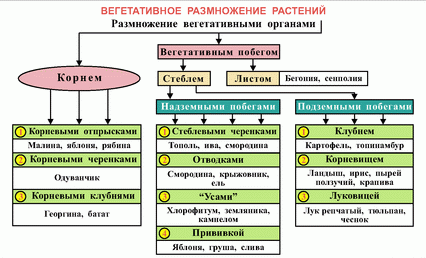 ВЕГЕТАТИВНОЕ РАЗМНОЖЕНИЕ РАСТЕНИЙ
Размножение вегетативными органами
Вегетативным побегом
Корнем
Стеблем
Листом
Бегония, сенполия
Надземными побегами
Подземными побегами
1 Корневыми отпрысками
Малина, яблоня, рябина
2 Корневыми черенками
Одуванчик
3 Корневыми клубнями
Георгина, батат
1 Стеблевыми черенками
Тополь, ива, смородина
2 Отводками
Смородина, крыжовник,
ель
3 “Усами”
Хлорофитум, земляника,
камнелом
4 Прививкой
Яблоня, груша, слива
1 Клубнем
Картофель, топинамбур
2 Корневищем
Ландыш, ирис, пырей
ползучий, крапива
3 Луковицей
Лук репчатый, тюльпан,
чеснок